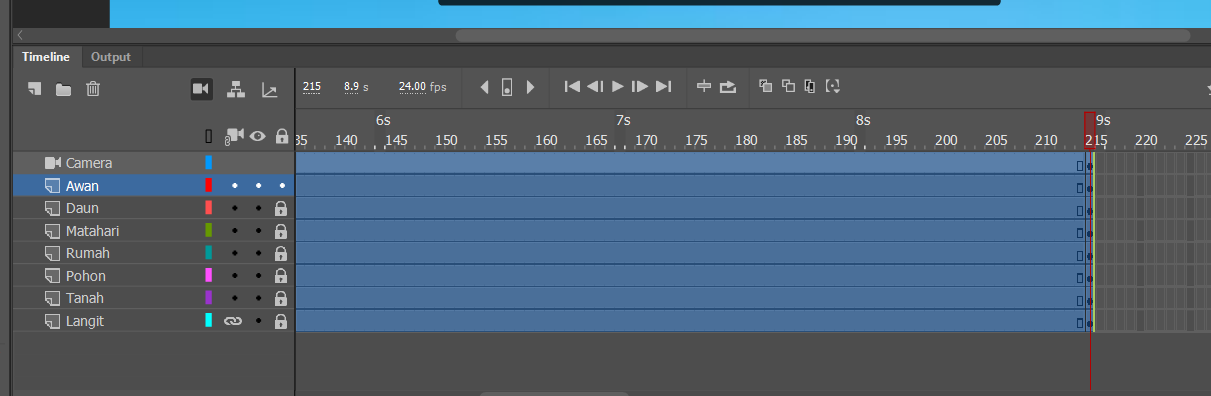 Timeline Output
215 8.9 s 24.00 fps
6s 7s 8s 9s
35 140 145 150 155 160 165 170 175 180 185 190 195 200 205 210 215 220 225
Camera
Awan
Daun
Matahari
Rumah
Pohon
Tanah
Langit